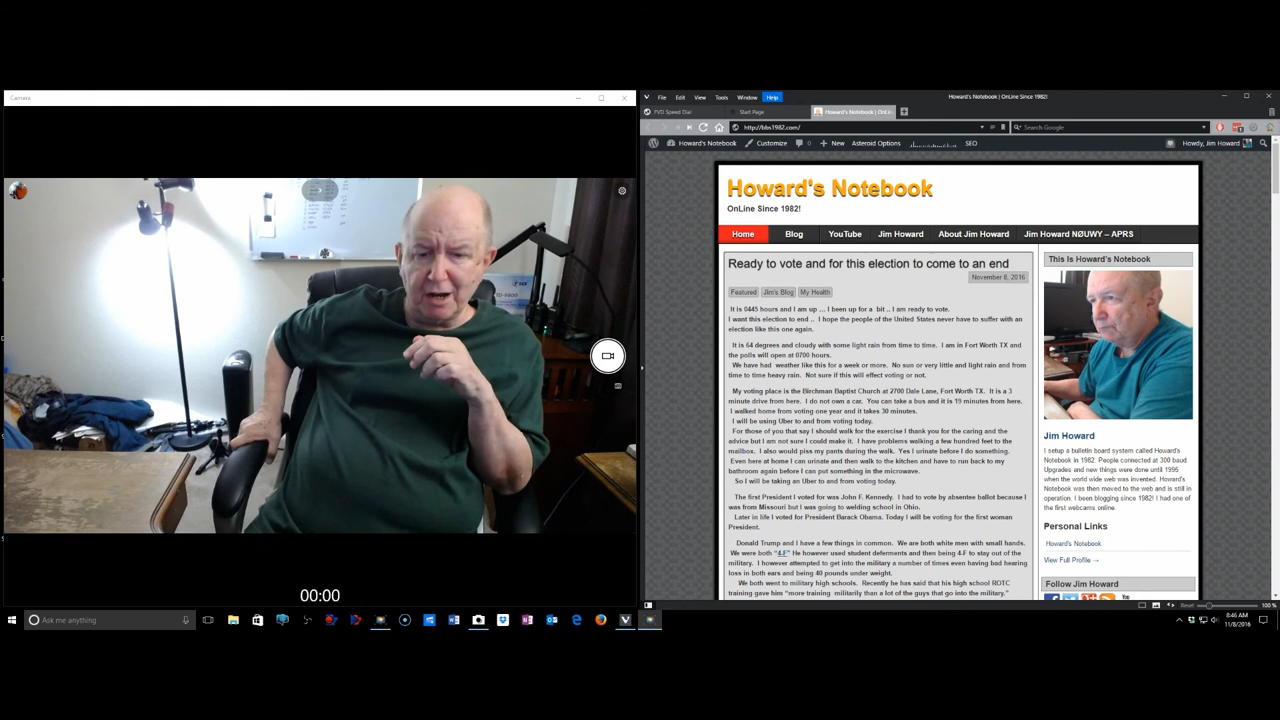 Camera
File Edit View Tools Window Help
Howard's Notebook | OnLine Since 1982!
FVD Speed Dial
Start Page
Howard's Notebook | OnLi
http://bbs1982.com/
Search Google
Howard's Notebook
Customize
0
New
Asteroid Options
SEO
Howdy, Jim Howard
Howard's Notebook
OnLine Since 1982!
Home Blog YouTube Jim Howard About Jim Howard Jim Howard NØUWY – APRS
Ready to vote and for this election to come to an end
November 8, 2016
Featured Jim's Blog My Health
It is 0445 hours and I am up … I been up for a bit .. I am ready to vote.
I want this election to end .. I hope the people of the United States never have to suffer with an
election like this one again.
It is 64 degrees and cloudy with some light rain from time to time. I am in Fort Worth TX and
the polls will open at 0700 hours.
We have had weather like this for a week or more. No sun or very little and light rain and from
time to time heavy rain. Not sure if this will effect voting or not.
My voting place is the Birchman Baptist Church at 2700 Dale Lane, Fort Worth TX. It is a 3
minute drive from here. I do not own a car. You can take a bus and it is 19 minutes from here.
I walked home from voting one year and it takes 30 minutes.
I will be using Uber to and from voting today.
For those of you that say I should walk for the exercise I thank you for the caring and the
advice but I am not sure I could make it. I have problems walking a few hundred feet to the
mailbox. I also would piss my pants during the walk. Yes I urinate before I do something.
Even here at home I can urinate and then walk to the kitchen and have to run back to my
bathroom again before I can put something in the microwave.
So I will be taking an Uber to and from voting today.
The first President I voted for was John F. Kennedy. I had to vote by absentee ballot because I
was from Missouri but I was going to welding school in Ohio.
Later in life I voted for President Barack Obama. Today I will be voting for the first woman
President.
Donald Trump and I have a few things in common. We are both white men with small hands.
We were both "4-F" He however used student deferments and then being 4-F to stay out of the
military. I however attempted to get into the military a number of times even having bad hearing
loss in both ears and being 40 pounds under weight.
We both went to military high schools. Recently he has said that his high school ROTC
training gave him "more training militarily than a lot of the guys that go into the military."
This Is Howard's Notebook
Jim Howard
I setup a bulletin board system called Howard's
Notebook in 1982. People connected at 300 baud.
Upgrades and new things were done until 1995
when the world wide web was invented. Howard's
Notebook was then moved to the web and is still in
operation. I been blogging since 1982! I had one of
the first webcams online.
Personal Links
Howard's Notebook
View Full Profile →
Follow Jim Howard
You
Reset
100 %
00:00
Ask me anything
8:46 AM
11/8/2016